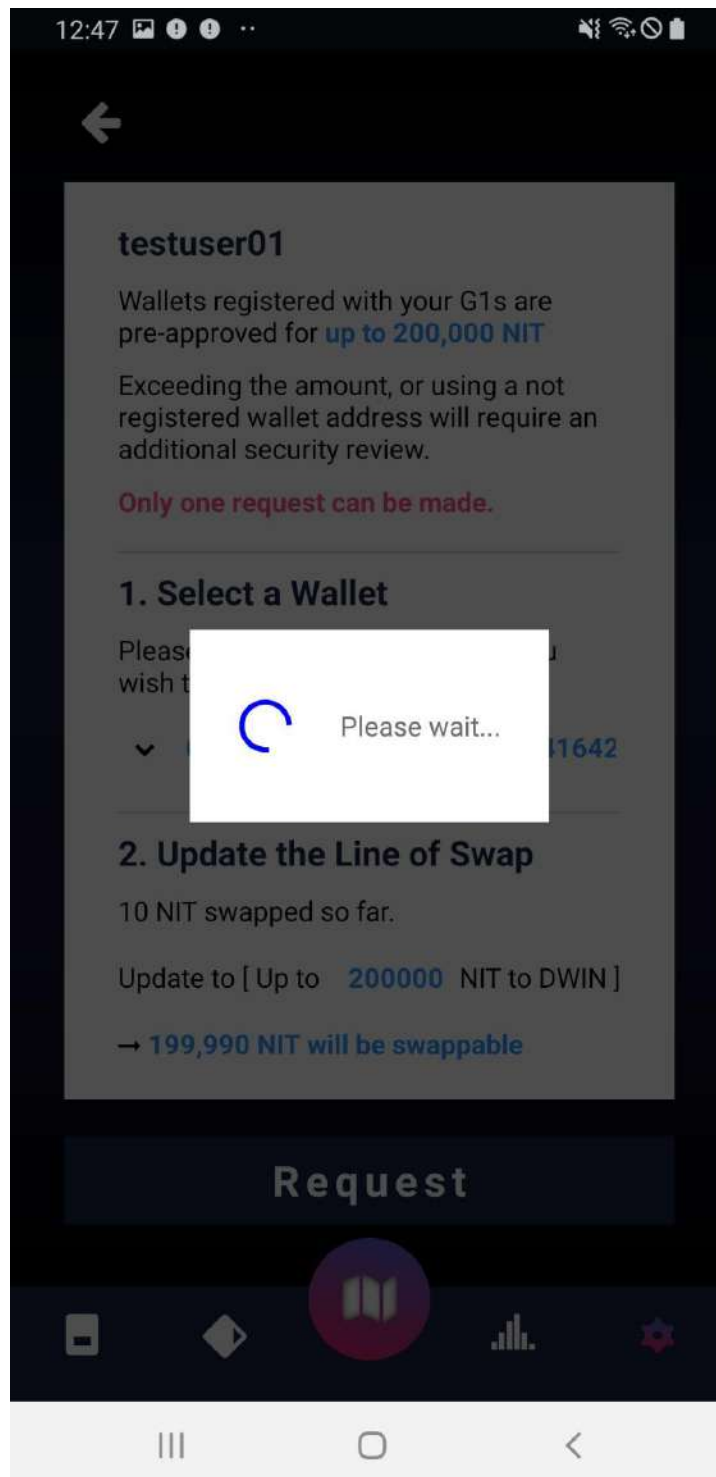 12:47
testuser01
Wallets registered with your G1s are
pre-approved for up to 200,000 NIT
Exceeding the amount, or using a not
registered wallet address will require an
additional security review.
Only one request can be made.
1. Select a Wallet
wish
Please wait...
41642
2. Update the Line of Swap
10 NIT swapped so far.
Update to [ Up to 200000 NIT to DWIN ]
→ 199,990 NIT will be swappable
Request